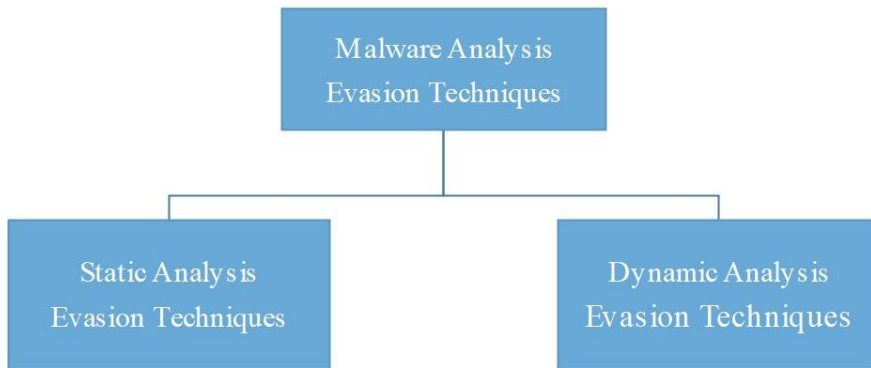 Malware Analysis
Evasion Techniques
Static Analysis
Evasion Techniques
Dynamic Analysis
Evasion Techniques